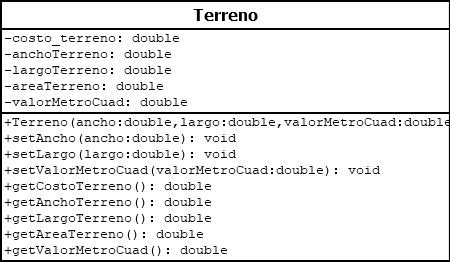 Terreno
-costo_terreno: double
-anchoTerreno: double
-largoTerreno: double
-areaTerreno: double
-valorMetroCuad: double
+Terreno(ancho:double,largo:double,valorMetroCuad:double
+setAncho(ancho:double): void
+setLargo(largo:double): void
+setValorMetroCuad(valorMetroCuad:double): void
+getCostoTerreno(): double
+getAnchoTerreno(): double
+getLargoTerreno(): double
+getAreaTerreno(): double
+getValorMetroCuad(): double